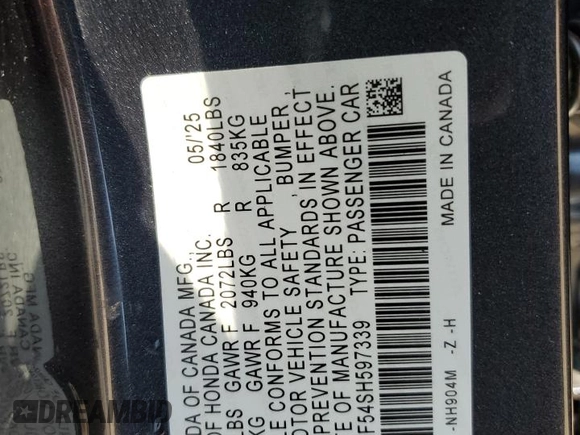 DA OF CANADA MFG., 05/'25
OF HONDA CANADA INC.
LBS GAWR F 2072LBS R 1840LBS
KG GAWR F 940KG R 835KG
LE CONFORMS TO ALL APPLICABLE
OTOR VEHICLE SAFETY , BUMPER ,
PREVENTION STANDARDS IN EFFECT
TE OF MANUFACTURE SHOWN ABOVE.
F54SH597339 TYPE: PASSENGER CAR
-NH904M -Z -H MADE IN CANADA
DREAMBID